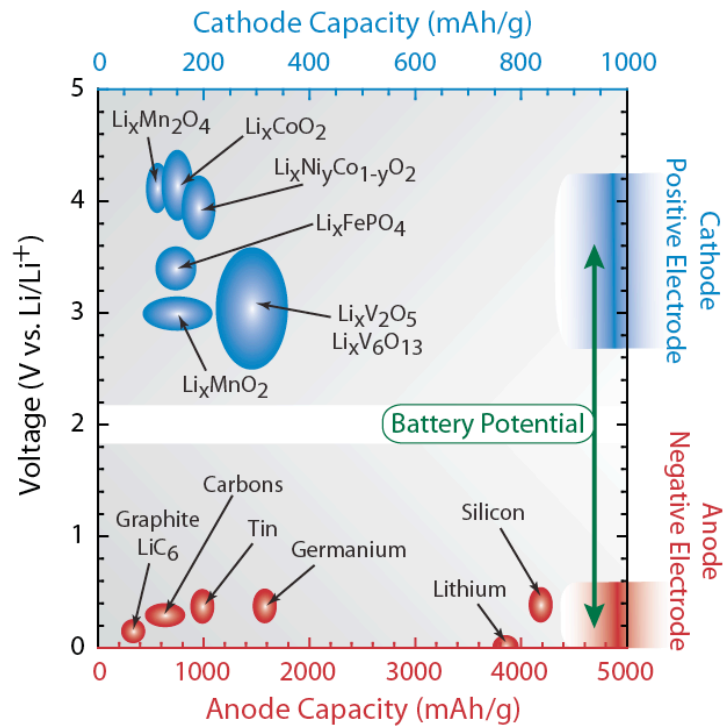 Cathode Capacity (mAh/g)
0 200 400 600 800 1000
5
4
3
2
1
0
Voltage (V vs. Li/Li⁺)
LiₓMn₂O₄
LiₓCoO₂
LiₓNiᵧCo₁₋ᵧO₂
LiₓFePO₄
LiₓV₂O₅
LiₓV₆O₁₃
LiₓMnO₂
Cathode
Positive Electrode
Battery Potential
Anode
Negative Electrode
Carbons
Graphite
LiC₆
Tin
Germanium
Silicon
Lithium
0 1000 2000 3000 4000 5000
Anode Capacity (mAh/g)